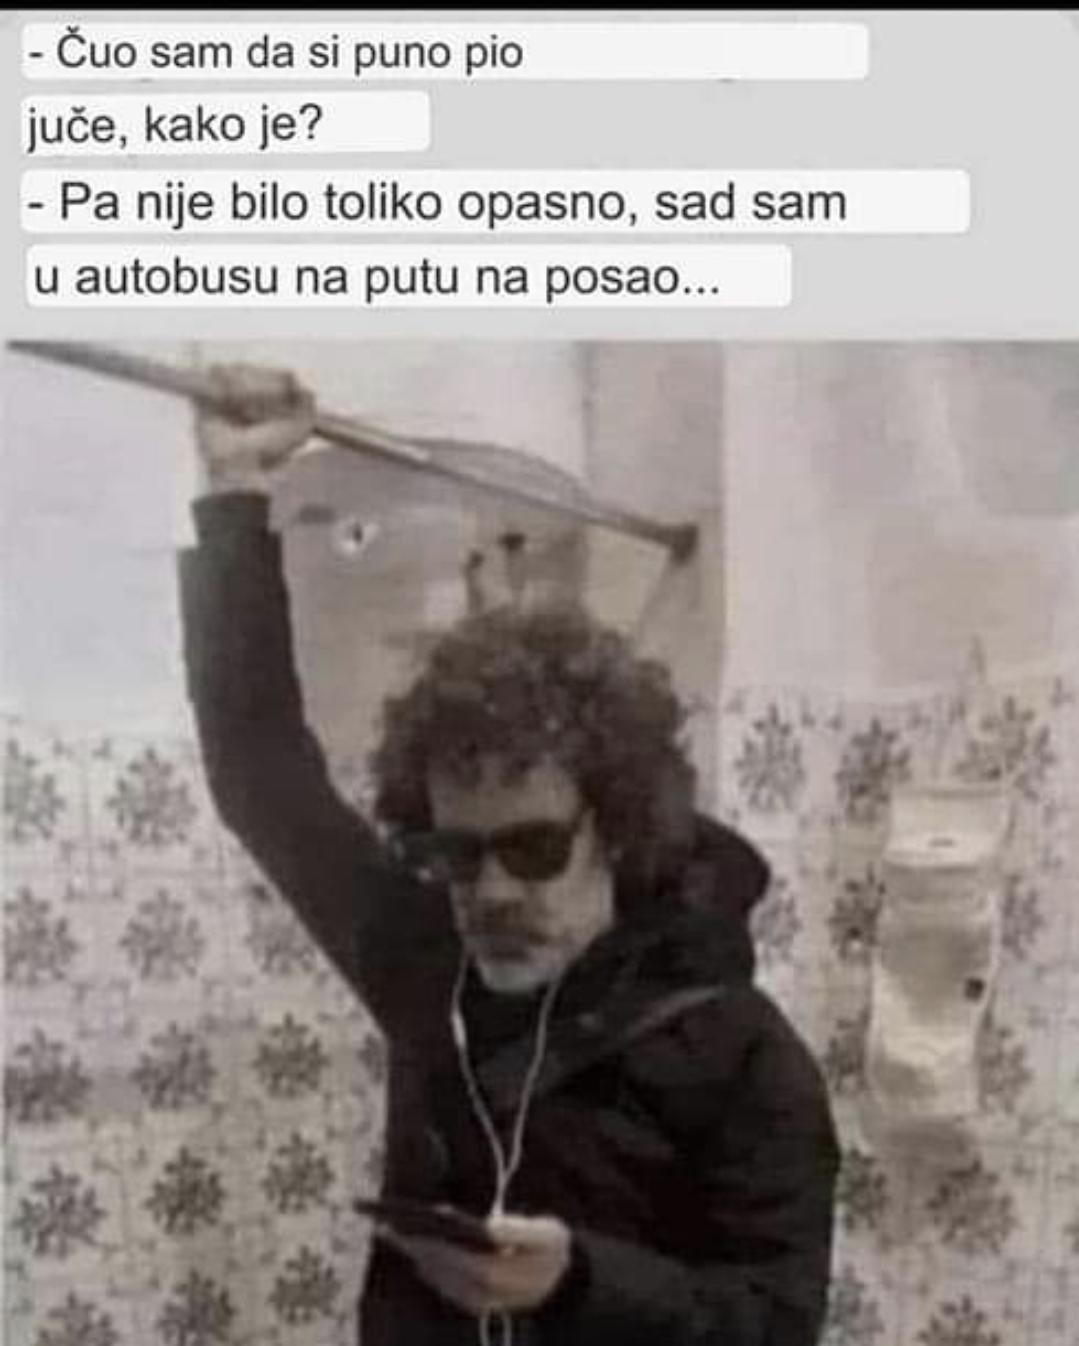 - Čuo sam da si puno pio
juče, kako je?
- Pa nije bilo toliko opasno, sad sam
u autobusu na putu na posao...